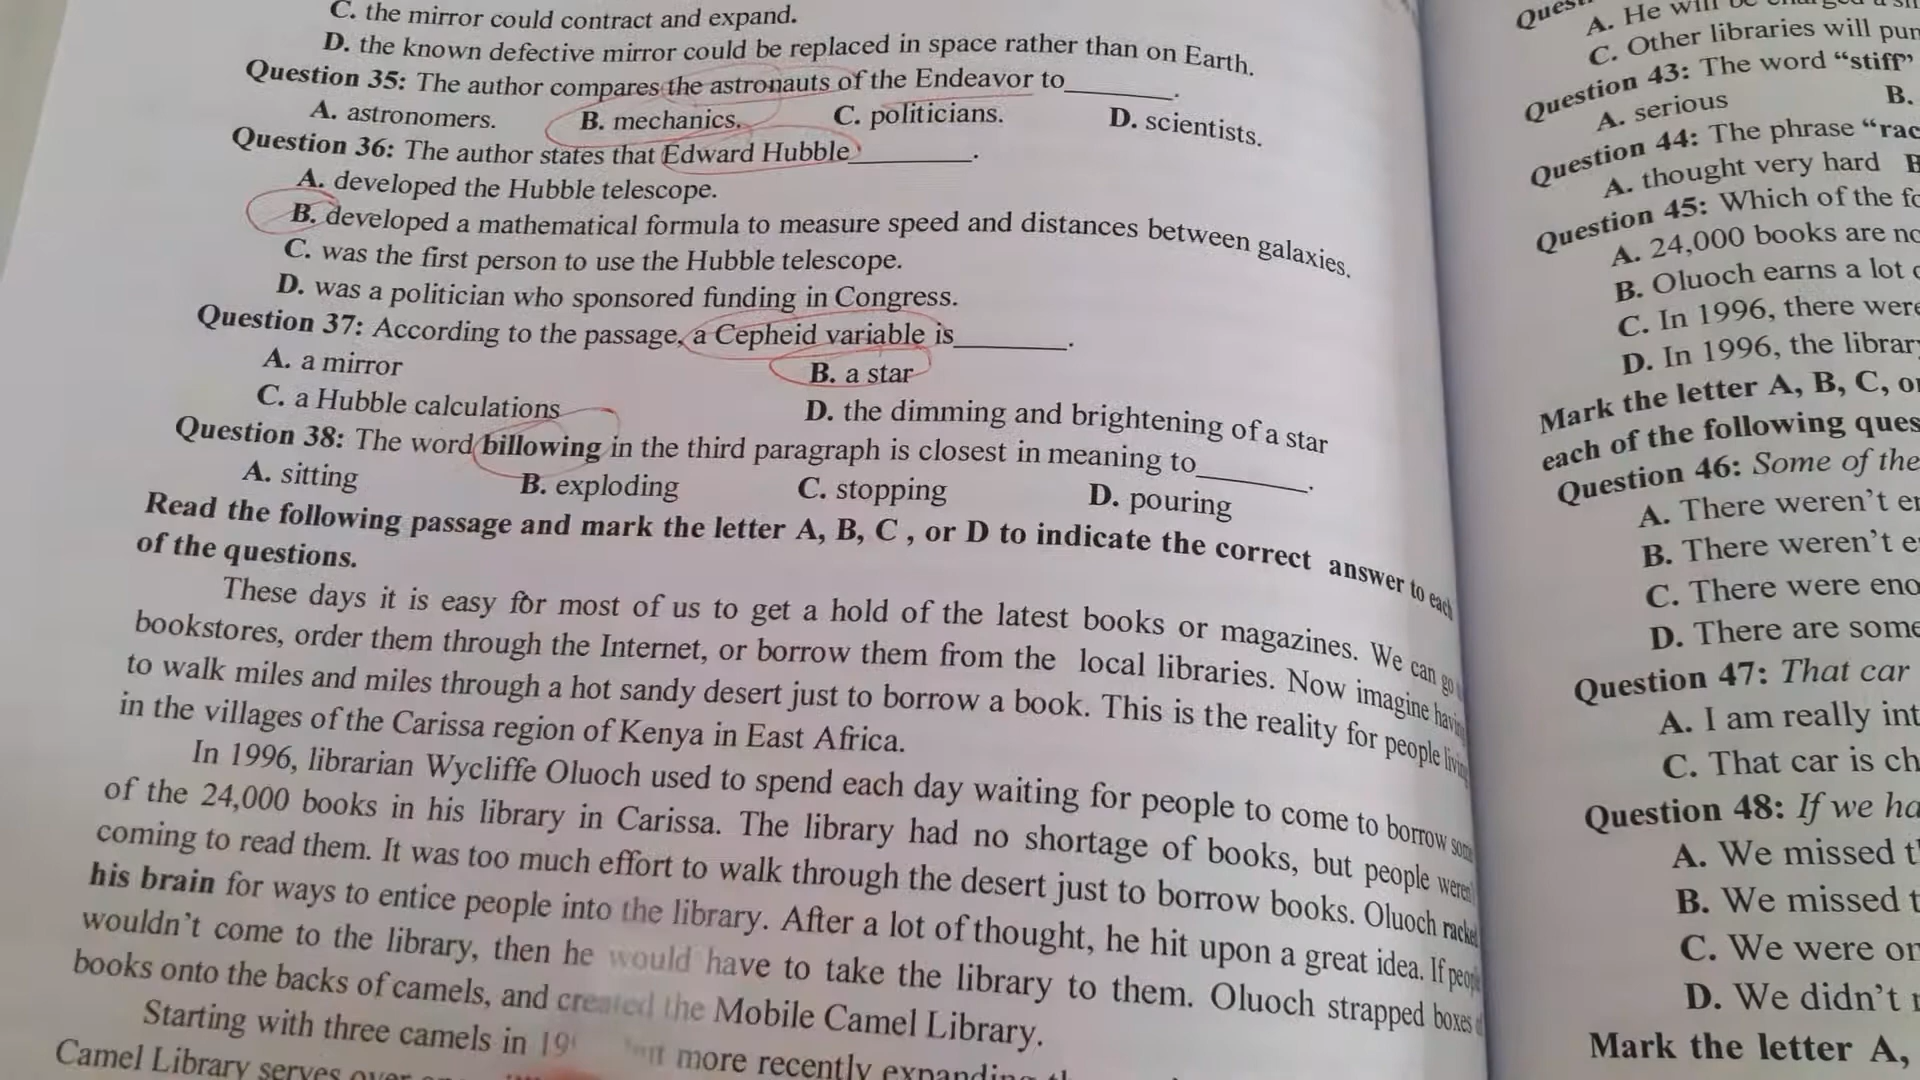 C. the mirror could contract and expand.
D. the known defective mirror could be replaced in space rather than on Earth.
Question 35: The author compares the astronauts of the Endeavor to________.
A. astronomers. B. mechanics. C. politicians. D. scientists.
Question 36: The author states that Edward Hubble________.
A. developed the Hubble telescope.
B. developed a mathematical formula to measure speed and distances between galaxies.
C. was the first person to use the Hubble telescope.
D. was a politician who sponsored funding in Congress.
Question 37: According to the passage, a Cepheid variable is________.
A. a mirror B. a star
C. a Hubble calculations D. the dimming and brightening of a star
Question 38: The word billowing in the third paragraph is closest in meaning to________.
A. sitting B. exploding C. stopping D. pouring
Read the following passage and mark the letter A, B, C , or D to indicate the correct answer to each
of the questions.
These days it is easy for most of us to get a hold of the latest books or magazines. We can go
bookstores, order them through the Internet, or borrow them from the local libraries. Now imagine having
to walk miles and miles through a hot sandy desert just to borrow a book. This is the reality for people living
in the villages of the Carissa region of Kenya in East Africa.
In 1996, librarian Wycliffe Oluoch used to spend each day waiting for people to come to borrow some
of the 24,000 books in his library in Carissa. The library had no shortage of books, but people weren't
coming to read them. It was too much effort to walk through the desert just to borrow books. Oluoch racked
his brain for ways to entice people into the library. After a lot of thought, he hit upon a great idea. If people
wouldn't come to the library, then he would have to take the library to them. Oluoch strapped boxes of
books onto the backs of camels, and created the Mobile Camel Library.
Starting with three camels in 19 but more recently expanding
Camel Library serves over
Question
A. He will be charged a
C. Other libraries will
Question 43: The word “stiff”
A. serious B.
Question 44: The phrase “rac
A. thought very hard B
Question 45: Which of the fo
A. 24,000 books are no
B. Oluoch earns a lot o
C. In 1996, there were
D. In 1996, the library
Mark the letter A, B, C, or
each of the following ques
Question 46: Some of the
A. There weren't en
B. There weren't e
C. There were eno
D. There are some
Question 47: That car
A. I am really int
C. That car is ch
Question 48: If we ha
A. We missed t
B. We missed t
C. We were on
D. We didn't
Mark the letter A,